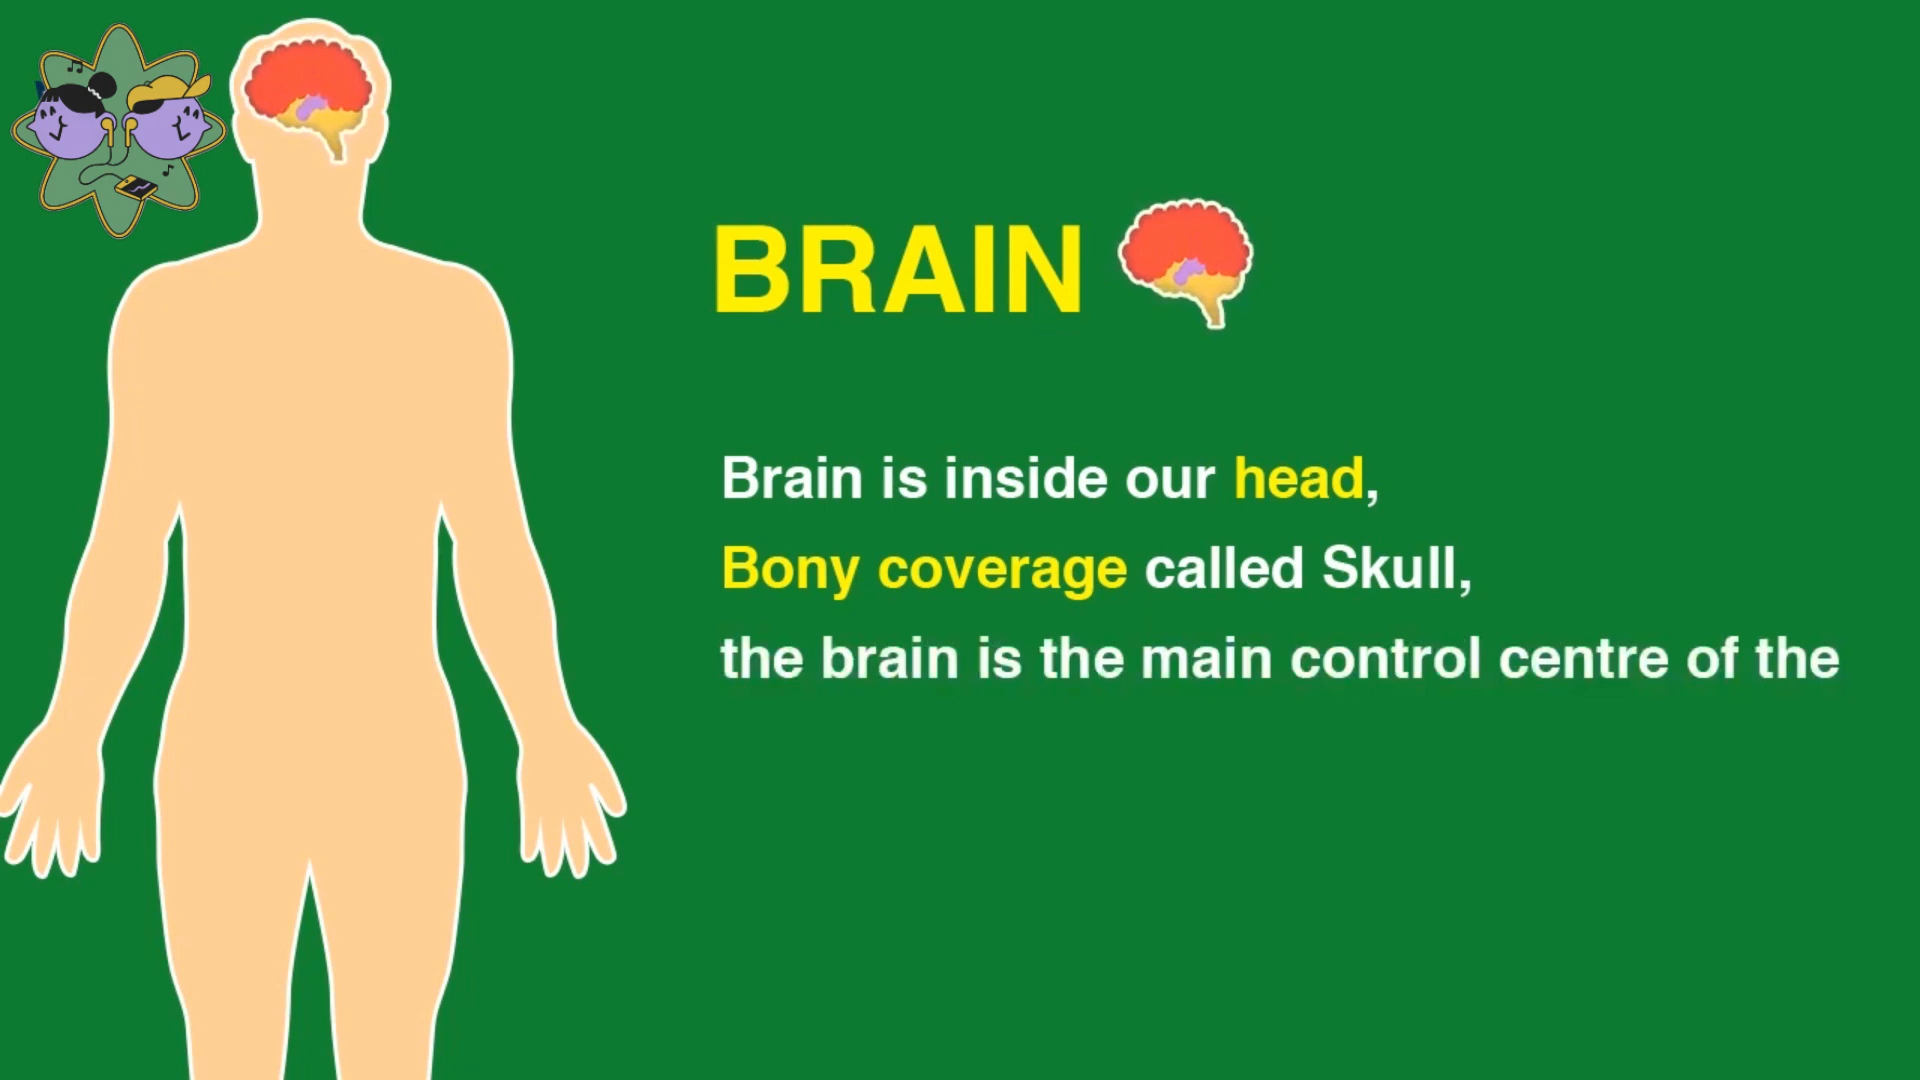 BRAIN
Brain is inside our head,
Bony coverage called Skull,
the brain is the main control centre of the